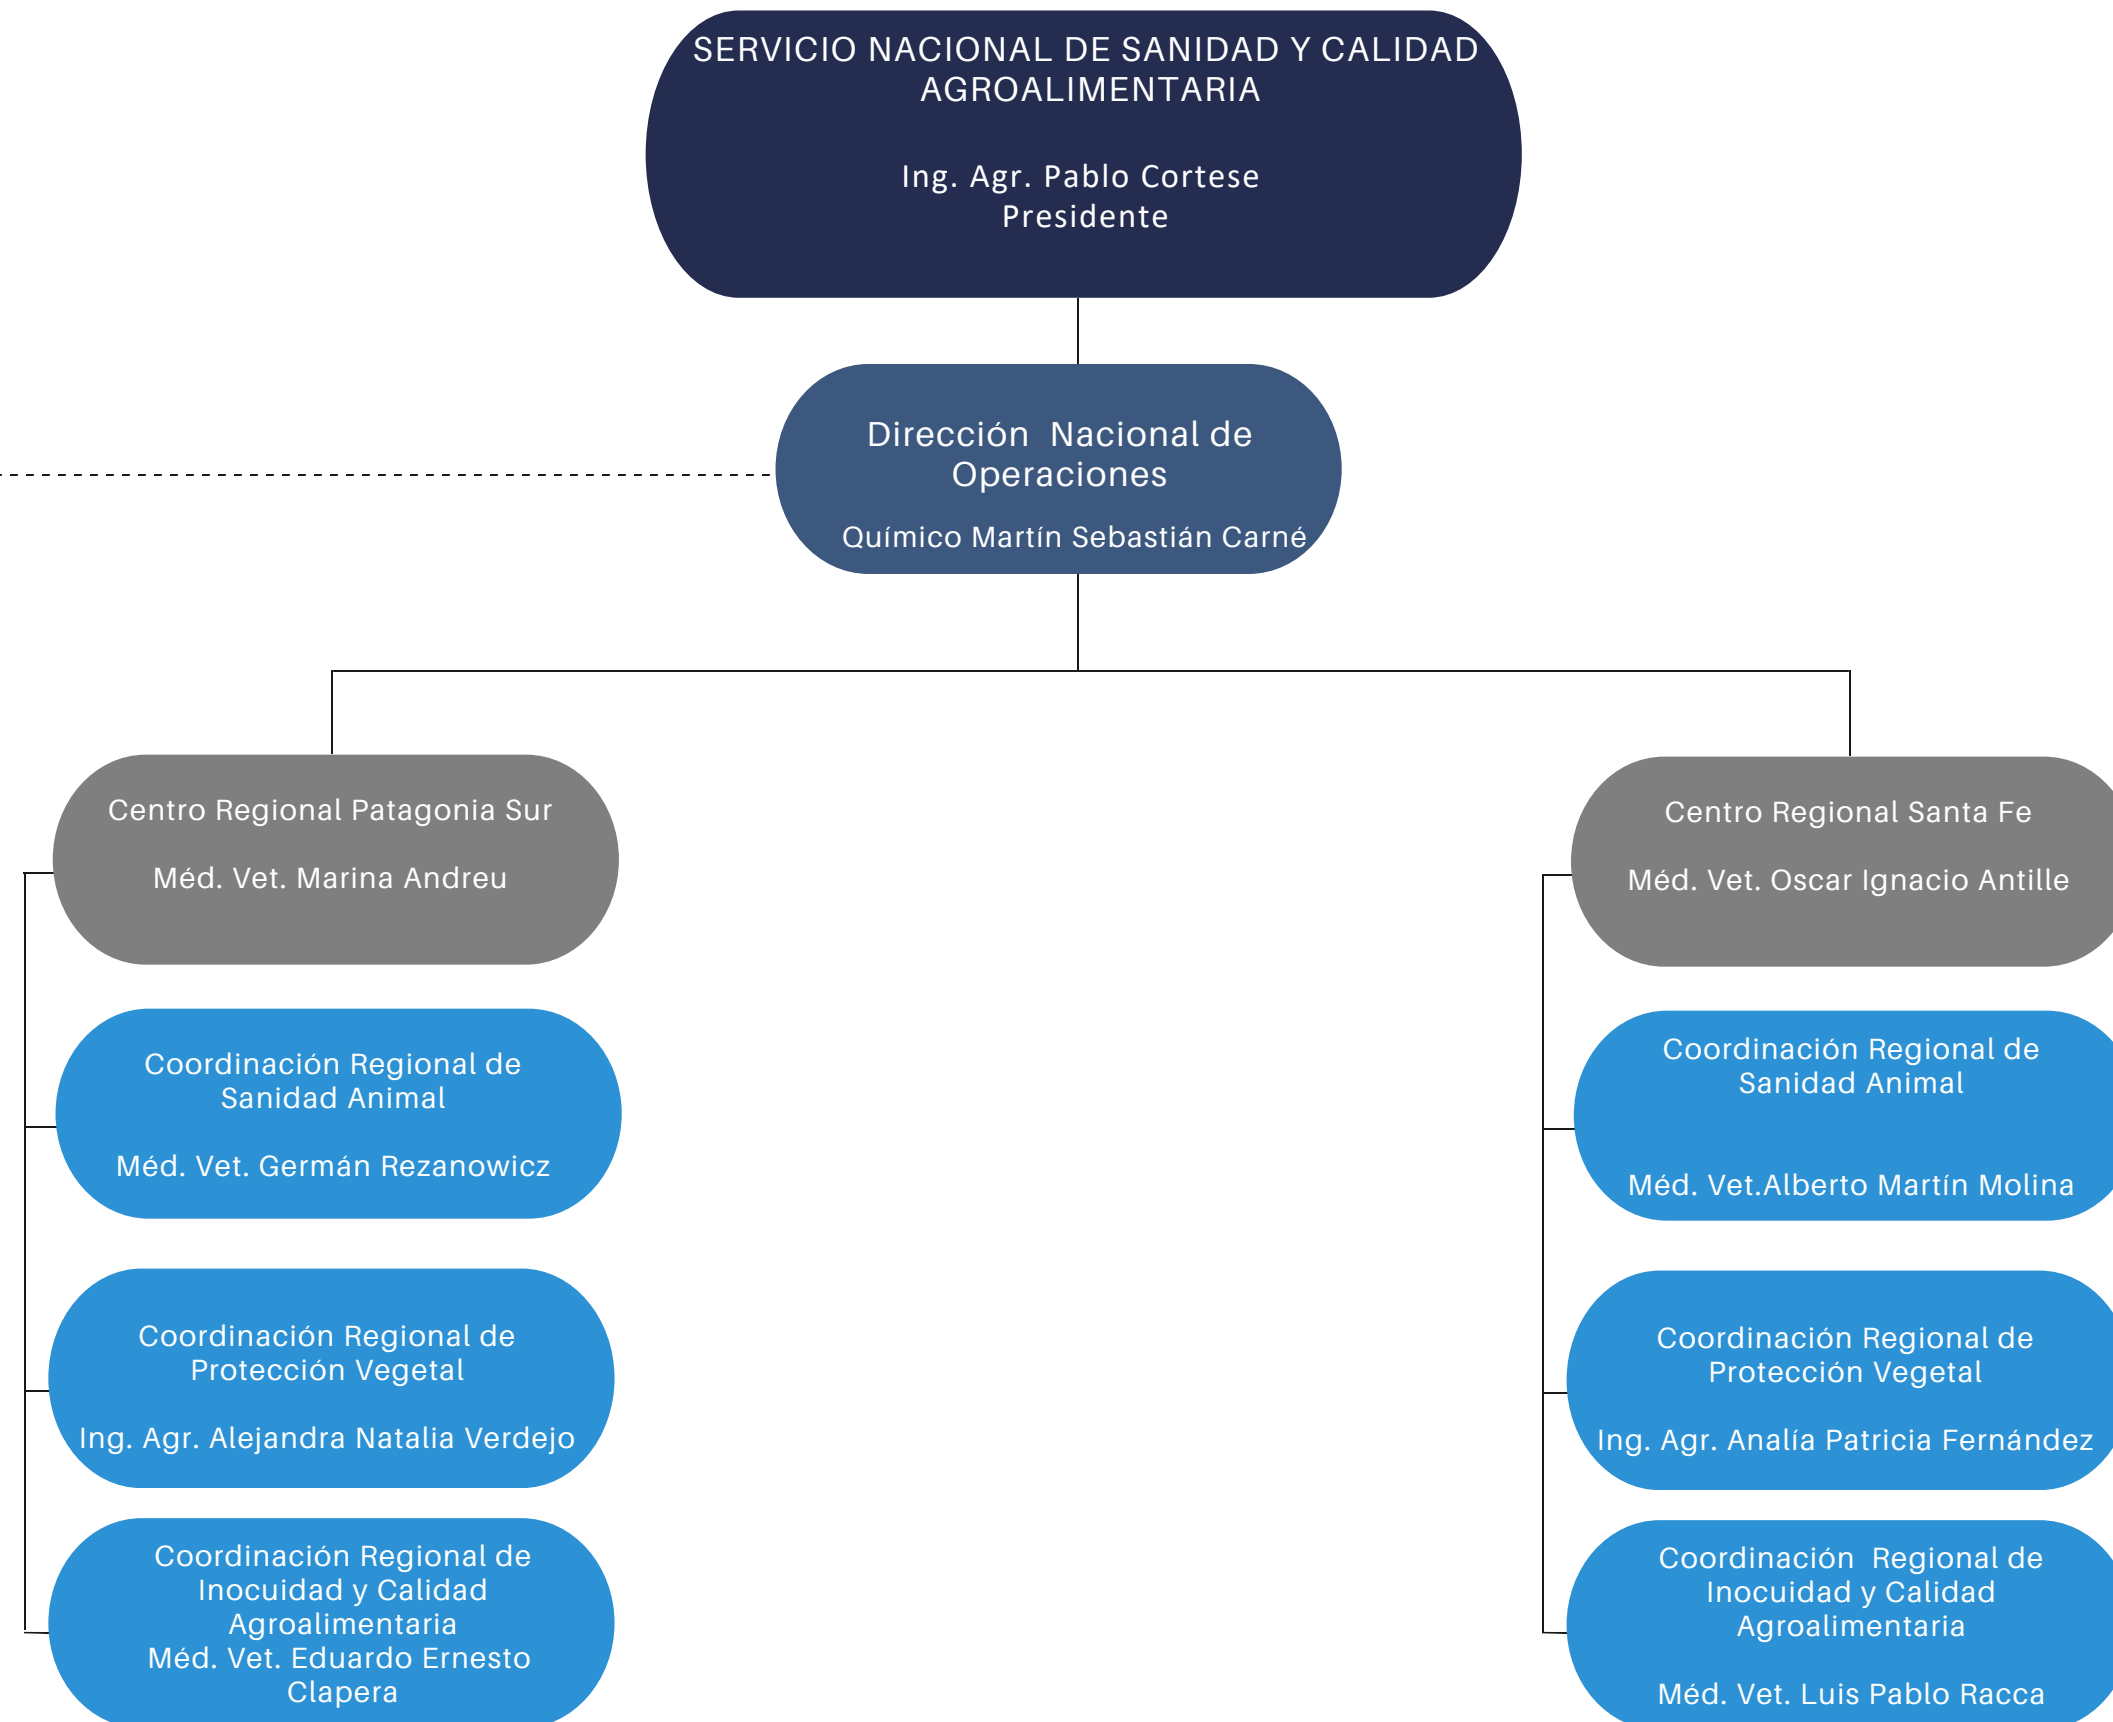 SERVICIO NACIONAL DE SANIDAD Y CALIDAD
AGROALIMENTARIA
Ing. Agr. Pablo Cortese
Presidente
Dirección  Nacional de
Operaciones
Químico Martín Sebastián Carné
Centro Regional Patagonia Sur
Méd. Vet. Marina Andreu
Coordinación Regional de
Sanidad Animal
Méd. Vet. Germán Rezanowicz
Coordinación Regional de
Protección Vegetal
Ing. Agr. Alejandra Natalia Verdejo
Coordinación Regional de
Inocuidad y Calidad
Agroalimentaria
Méd. Vet. Eduardo Ernesto
Clapera
Centro Regional Santa Fe
Méd. Vet. Oscar Ignacio Antille
Coordinación Regional de
Sanidad Animal
Méd. Vet.Alberto Martín Molina
Coordinación Regional de
Protección Vegetal
Ing. Agr. Analía Patricia Fernández
Coordinación  Regional de
Inocuidad y Calidad
Agroalimentaria
Méd. Vet. Luis Pablo Racca